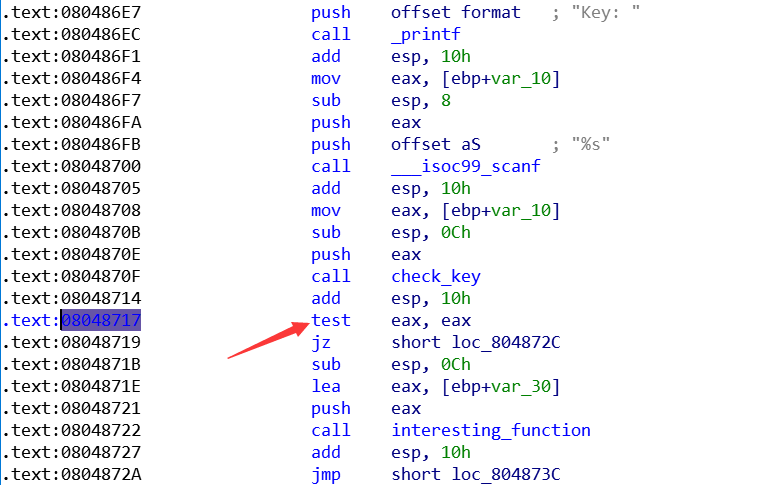 .text:080486E7 push offset format ; "Key: "
.text:080486EC call _printf
.text:080486F1 add esp, 10h
.text:080486F4 mov eax, [ebp+var_10]
.text:080486F7 sub esp, 8
.text:080486FA push eax
.text:080486FB push offset aS ; "%s"
.text:08048700 call ___isoc99_scanf
.text:08048705 add esp, 10h
.text:08048708 mov eax, [ebp+var_10]
.text:0804870B sub esp, 0Ch
.text:0804870E push eax
.text:0804870F call check_key
.text:08048714 add esp, 10h
.text:08048717 test eax, eax
.text:08048719 jz short loc_804872C
.text:0804871B sub esp, 0Ch
.text:0804871E lea eax, [ebp+var_30]
.text:08048721 push eax
.text:08048722 call interesting_function
.text:08048727 add esp, 10h
.text:0804872A jmp short loc_804873C